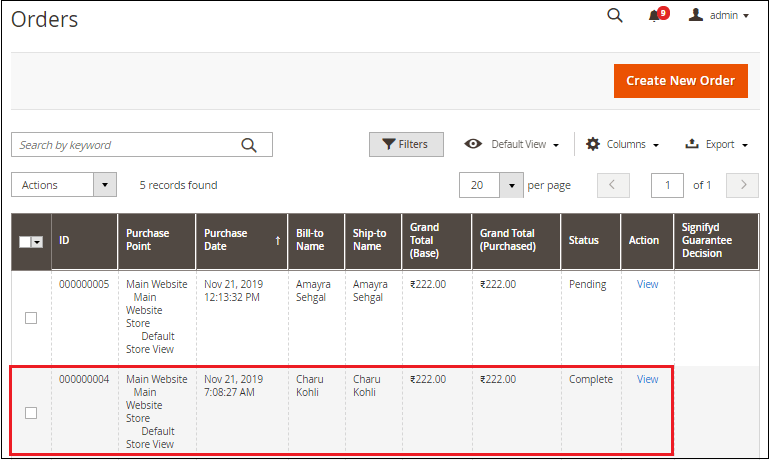 Orders
9
admin
Create New Order
Search by keyword
Filters
Default View
Columns
Export
Actions
5 records found
20
per page
1
of 1
ID
Purchase
Point
Purchase
Date
Bill-to
Name
Ship-to
Name
Grand
Total
(Base)
Grand Total
(Purchased)
Status
Action
Signifyd
Guarantee
Decision
000000005
Main Website
Main
Website
Store
Default
Store View
Nov 21, 2019
12:13:32 PM
Amayra
Sehgal
Amayra
Sehgal
₹222.00
₹222.00
Pending
View
000000004
Main Website
Main
Website
Store
Default
Store View
Nov 21, 2019
7:08:27 AM
Charu
Kohli
Charu
Kohli
₹222.00
₹222.00
Complete
View